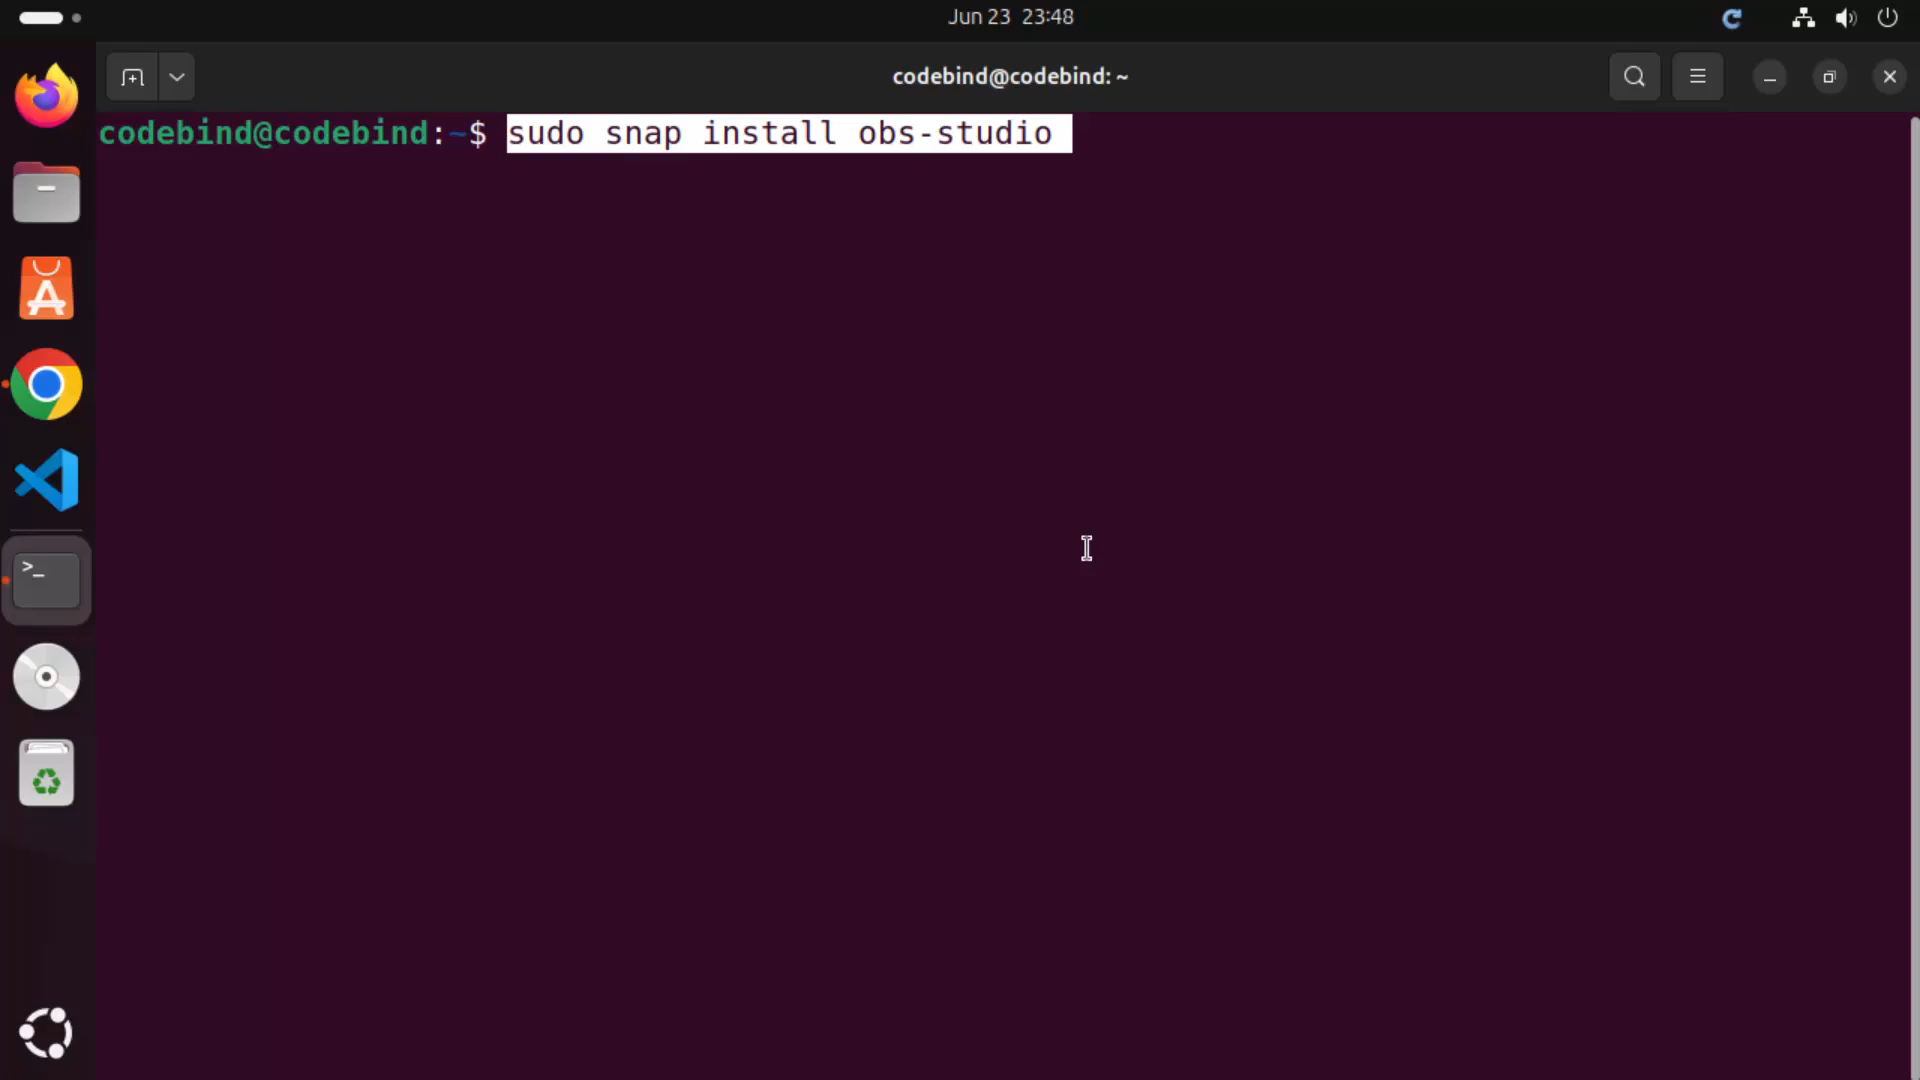 Jun 23 23:48
codebind@codebind: ~
codebind@codebind:~$ sudo snap install obs-studio
>_